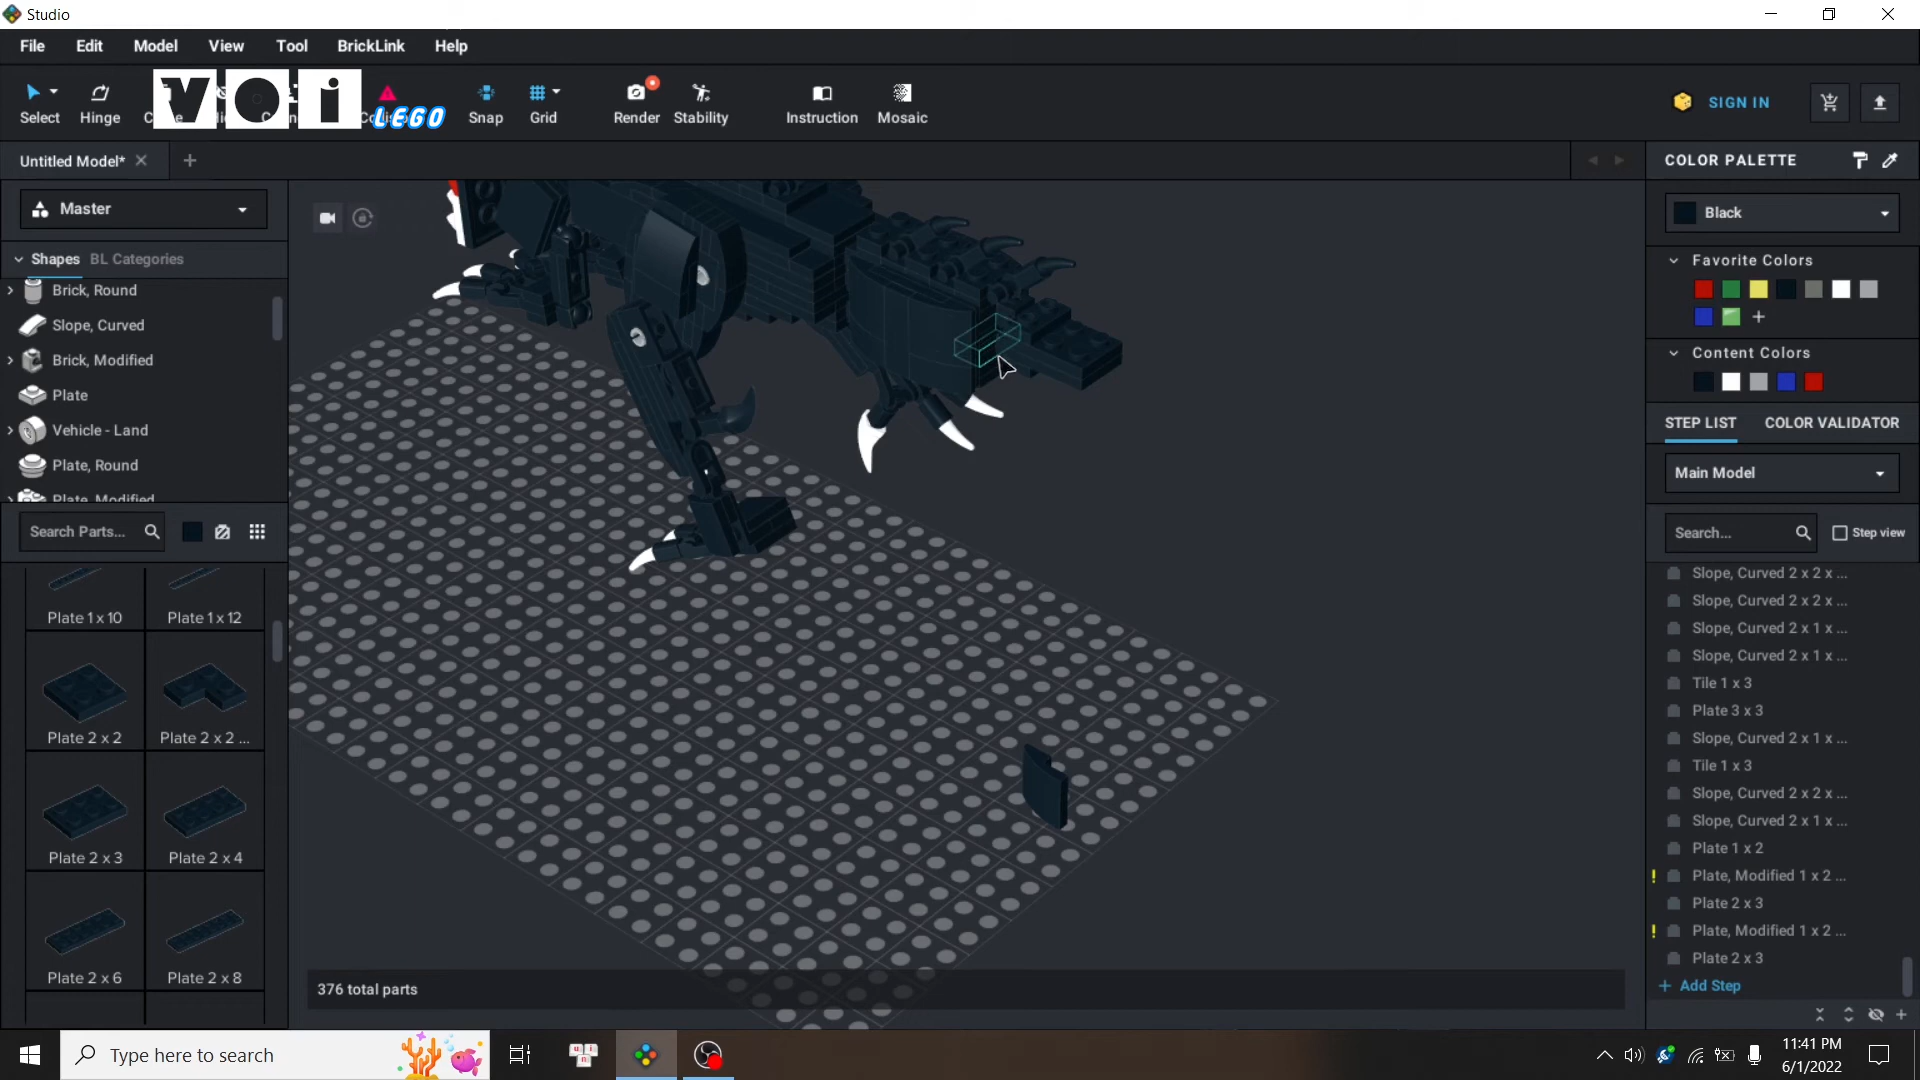 Studio
File Edit Model View Tool BrickLink Help
Select Hinge Snap Grid Render Stability Instruction Mosaic
VOi LEGO
SIGN IN
Untitled Model*
COLOR PALETTE
Master
Black
Shapes BL Categories
Favorite Colors
Brick, Round
Slope, Curved
Brick, Modified
Content Colors
Plate
Vehicle - Land
STEP LIST COLOR VALIDATOR
Plate, Round
Main Model
Plate, Modified
Search Parts...
Search... Step view
Slope, Curved 2 x 2 x ...
Slope, Curved 2 x 2 x ...
Plate 1 x 10 Plate 1 x 12
Slope, Curved 2 x 1 x ...
Slope, Curved 2 x 1 x ...
Tile 1 x 3
Plate 3 x 3
Plate 2 x 2 Plate 2 x 2 ...
Slope, Curved 2 x 1 x ...
Tile 1 x 3
Slope, Curved 2 x 2 x ...
Slope, Curved 2 x 1 x ...
Plate 1 x 2
Plate 2 x 3 Plate 2 x 4
Plate, Modified 1 x 2 ...
Plate 2 x 3
Plate, Modified 1 x 2 ...
Plate 2 x 3
Plate 2 x 6 Plate 2 x 8
+ Add Step
376 total parts
Type here to search
11:41 PM
6/1/2022